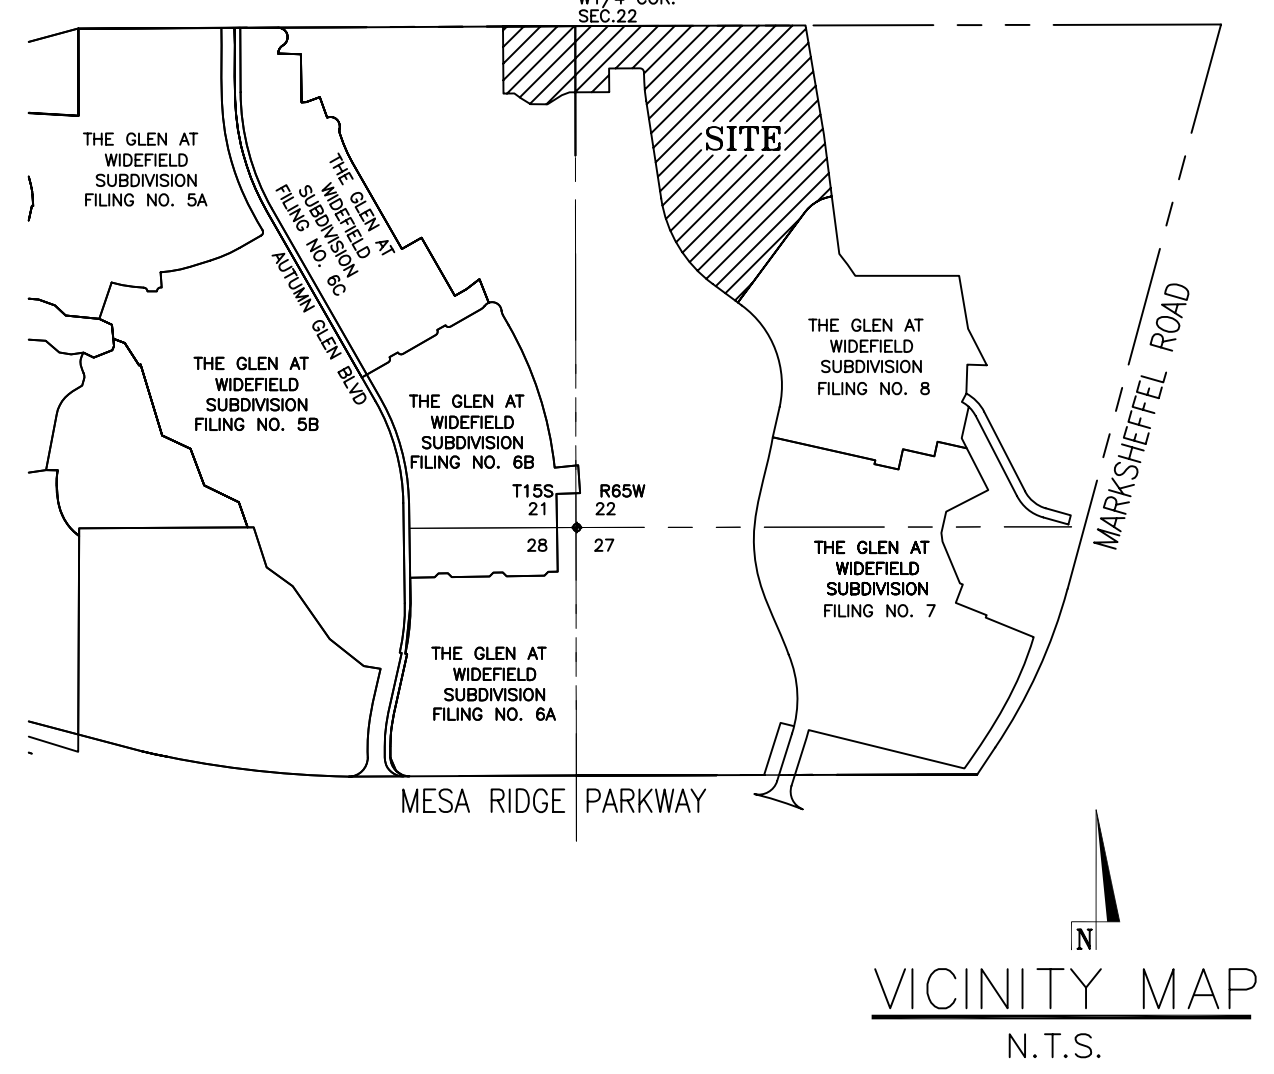 W1/4 COR.
SEC.22
SITE
THE GLEN AT
WIDEFIELD
SUBDIVISION
FILING NO. 5A
THE GLEN AT
WIDEFIELD
SUBDIVISION
FILING NO. 6C
AUTUMN GLEN BLVD
THE GLEN AT
WIDEFIELD
SUBDIVISION
FILING NO. 5B
THE GLEN AT
WIDEFIELD
SUBDIVISION
FILING NO. 8
MARKSHEFFEL ROAD
THE GLEN AT
WIDEFIELD
SUBDIVISION
FILING NO. 6B
T15S R65W
21 22
28 27
THE GLEN AT
WIDEFIELD
SUBDIVISION
FILING NO. 7
THE GLEN AT
WIDEFIELD
SUBDIVISION
FILING NO. 6A
MESA RIDGE PARKWAY
N
VICINITY MAP
N.T.S.